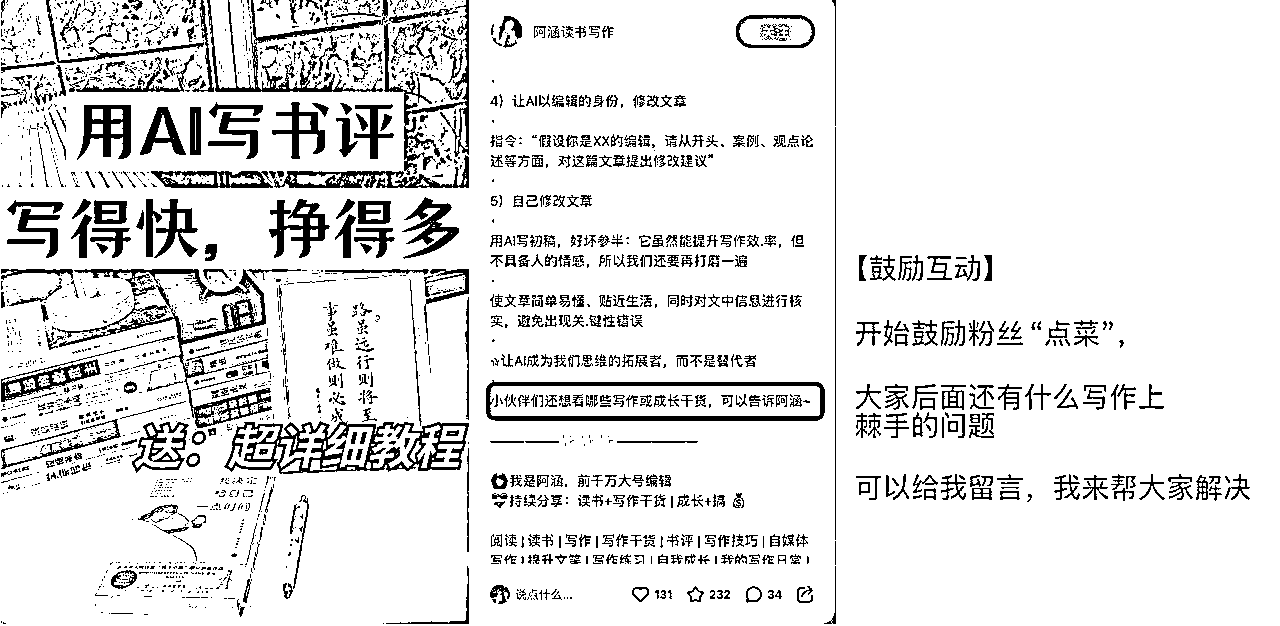 用AI写书评
写得快，挣得多
路虽远行则将至
事虽难做则必成
送：超详细教程
阿涵读书写作
关注
4）让AI以编辑的身份，修改文章
指令：“假设你是XX的编辑，请从开头、案例、观点论
述等方面，对这篇文章提出修改建议”
5）自己修改文章
用AI写初稿，好坏参半：它虽然能提升写作效.率，但
不具备人的情感，所以我们还要再打磨一遍
使文章简单易懂、贴近生活，同时对文中信息进行核
实，避免出现关.键性错误
☆让AI成为我们思维的拓展者，而不是替代者
小伙伴们还想看哪些写作或成长干货，可以告诉阿涵~
我是阿涵，前千万大号编辑
持续分享：读书+写作干货 | 成长+搞💰
阅读 | 读书 | 写作 | 写作干货 | 书评 | 写作技巧 | 自媒体
写作 | 提升文笔 | 写作练习 | 自我成长 | 我的写作日常 |
说点什么...
131
232
34
【鼓励互动】
开始鼓励粉丝“点菜”，
大家后面还有什么写作上
棘手的问题
可以给我留言，我来帮大家解决